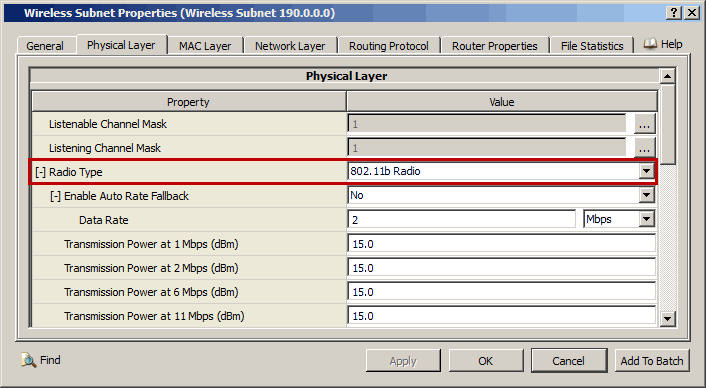 Wireless Subnet Properties (Wireless Subnet 190.0.0.0)
General Physical Layer MAC Layer Network Layer Routing Protocol Router Properties File Statistics Help
Physical Layer
Property Value
Listenable Channel Mask 1 ...
Listening Channel Mask 1 ...
[-] Radio Type 802.11b Radio
[-] Enable Auto Rate Fallback No
Data Rate 2 Mbps
Transmission Power at 1 Mbps (dBm) 15.0
Transmission Power at 2 Mbps (dBm) 15.0
Transmission Power at 6 Mbps (dBm) 15.0
Transmission Power at 11 Mbps (dBm) 15.0
Find Apply OK Cancel Add To Batch